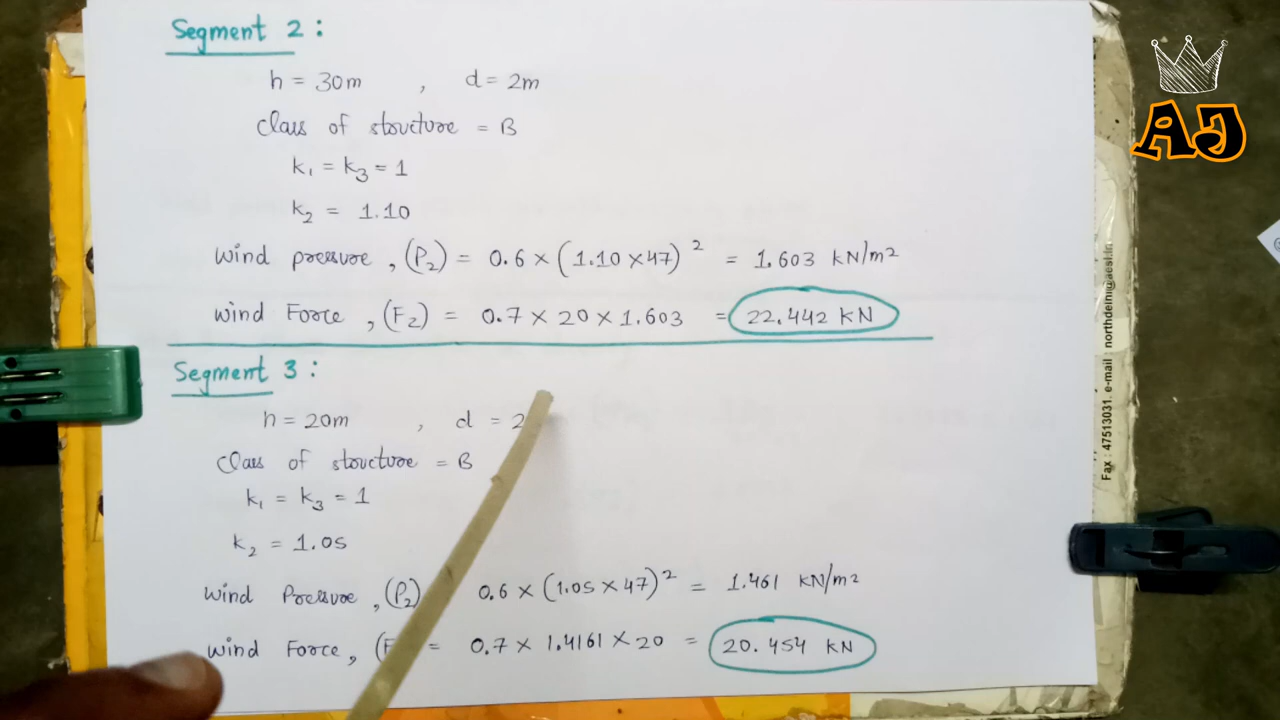 Segment 2 :
h = 30m , d = 2m
Class of structure = B
k₁ = k₃ = 1
k₂ = 1.10
wind pressure , (P₂) = 0.6 × (1.10 × 47)² = 1.603 kN/m²
wind Force , (F₂) = 0.7 × 20 × 1.603 = 22.442 kN
Segment 3 :
h = 20m , d = 2
Class of structure = B
k₁ = k₃ = 1
k₂ = 1.05
wind Pressure , (P₂) 0.6 × (1.05 × 47)² = 1.461 kN/m²
wind Force , (F = 0.7 × 1.4161 × 20 = 20.454 kN
AJ
Fax : 47513031. e-mail : northdelhi@aesl.in